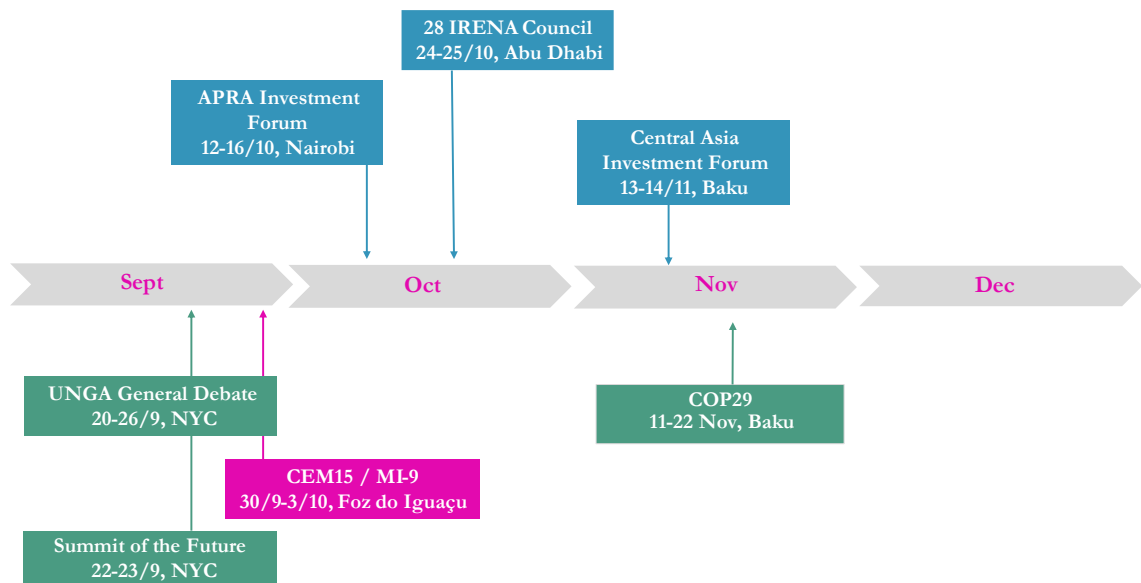 28 IRENA Council
24-25/10, Abu Dhabi
APRA Investment
Forum
12-16/10, Nairobi
Central Asia
Investment Forum
13-14/11, Baku
Sept
Oct
Nov
Dec
UNGA General Debate
20-26/9, NYC
COP29
11-22 Nov, Baku
CEM15 / MI-9
30/9-3/10, Foz do Iguaçu
Summit of the Future
22-23/9, NYC